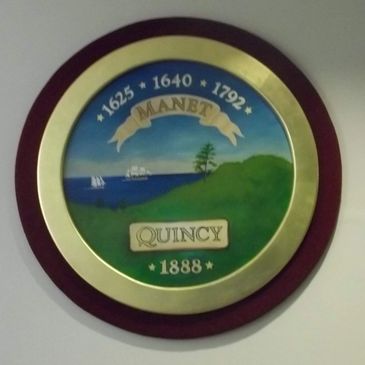 ★ 1625 ★ 1640 ★ 1792 ★
MANET
QUINCY
★ 1888 ★